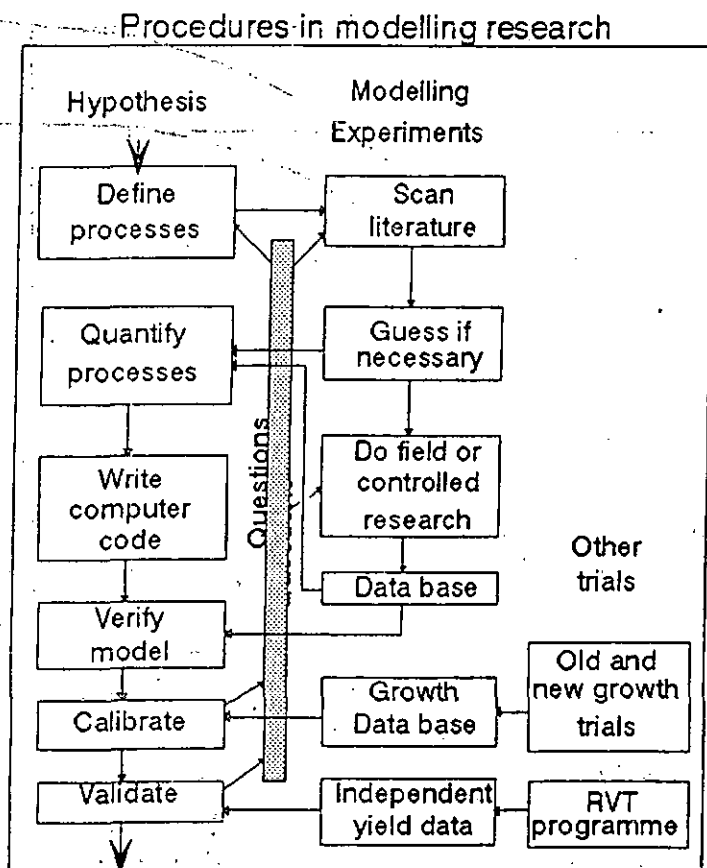 Procedures in modelling research
Hypothesis
Modelling
Experiments
Define
processes
Scan
literature
Quantify
processes
Guess if
necessary
Write
computer
code
Questions
Do field or
controlled
research
Other
trials
Data base
Verify
model
Calibrate
Growth
Data base
Old and
new growth
trials
Validate
Independent
yield data
RVT
programme